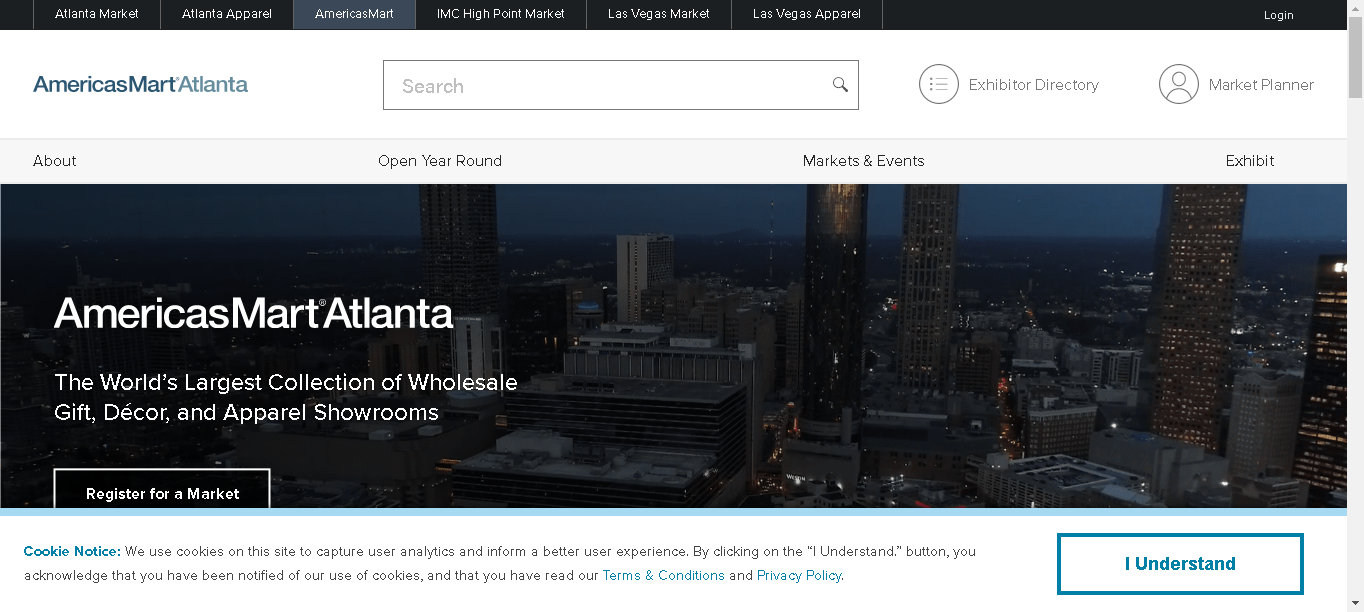 Atlanta Market
Atlanta Apparel
AmericasMart
IMC High Point Market
Las Vegas Market
Las Vegas Apparel
Login
AmericasMart®Atlanta
Search
Exhibitor Directory
Market Planner
About
Open Year Round
Markets & Events
Exhibit
AmericasMart®Atlanta
The World's Largest Collection of Wholesale
Gift, Décor, and Apparel Showrooms
WESTIN
Register for a Market
Cookie Notice: We use cookies on this site to capture user analytics and inform a better user experience. By clicking on the “I Understand.” button, you
acknowledge that you have been notified of our use of cookies, and that you have read our Terms & Conditions and Privacy Policy.
I Understand